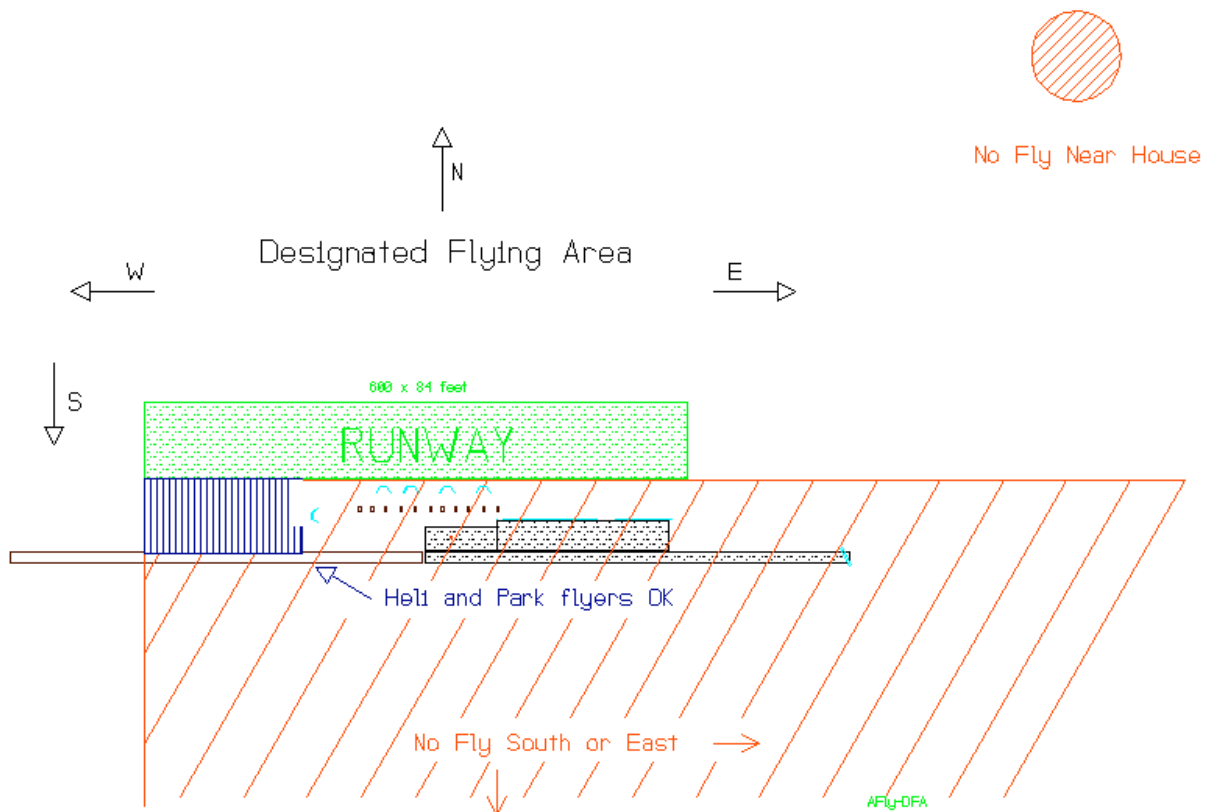 No Fly Near House
N
Designated Flying Area
W
E
S
600 x 84 feet
RUNWAY
Heli and Park flyers OK
No Fly South or East
AFly-DFA